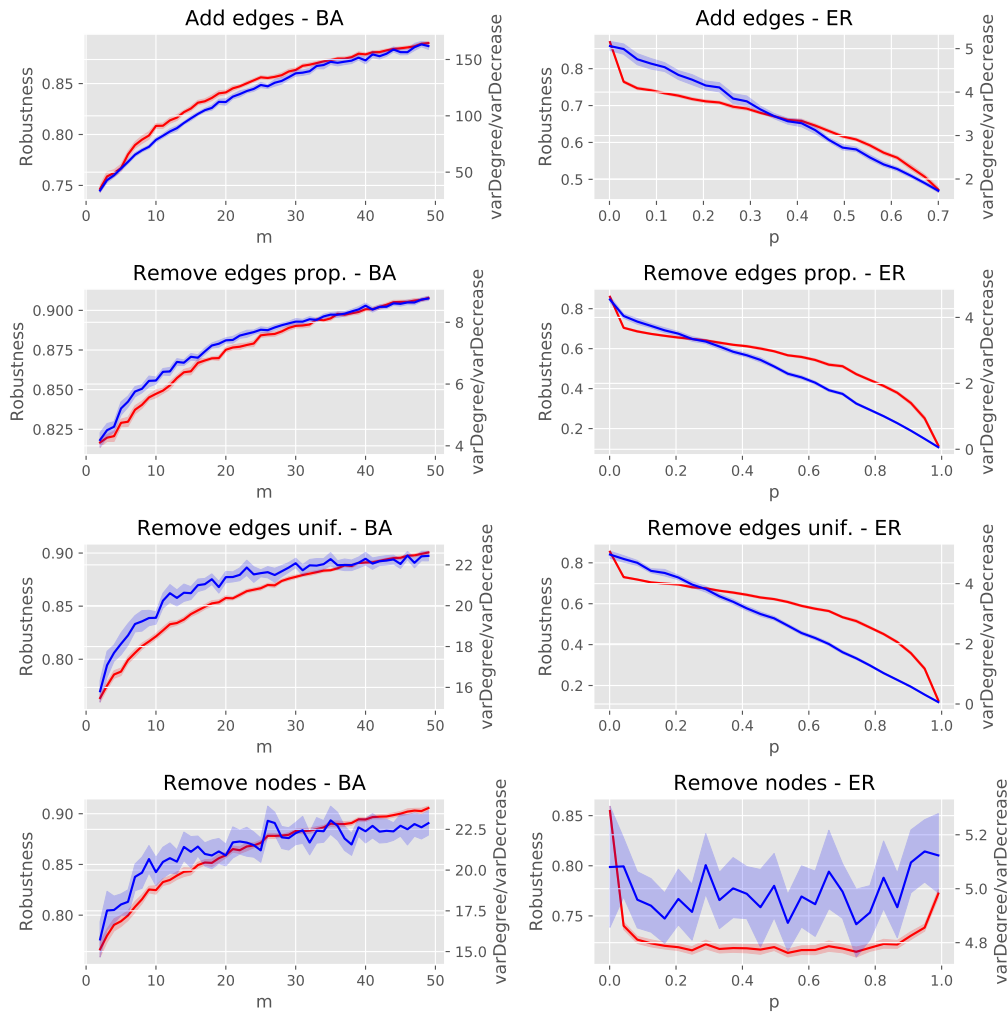 Add edges - BA
Robustness
0.85
0.80
0.75
150
100
50
varDegree/varDecrease
0 10 20 30 40 50
m
Add edges - ER
Robustness
0.8
0.7
0.6
0.5
5
4
3
2
varDegree/varDecrease
0.0 0.1 0.2 0.3 0.4 0.5 0.6 0.7
p
Remove edges prop. - BA
Robustness
0.900
0.875
0.850
0.825
8
6
4
varDegree/varDecrease
0 10 20 30 40 50
m
Remove edges prop. - ER
Robustness
0.8
0.6
0.4
0.2
4
2
0
varDegree/varDecrease
0.0 0.2 0.4 0.6 0.8 1.0
p
Remove edges unif. - BA
Robustness
0.90
0.85
0.80
22
20
18
16
varDegree/varDecrease
0 10 20 30 40 50
m
Remove edges unif. - ER
Robustness
0.8
0.6
0.4
0.2
4
2
0
varDegree/varDecrease
0.0 0.2 0.4 0.6 0.8 1.0
p
Remove nodes - BA
Robustness
0.90
0.85
0.80
22.5
20.0
17.5
15.0
varDegree/varDecrease
0 10 20 30 40 50
m
Remove nodes - ER
Robustness
0.85
0.80
0.75
5.2
5.0
4.8
varDegree/varDecrease
0.0 0.2 0.4 0.6 0.8 1.0
p